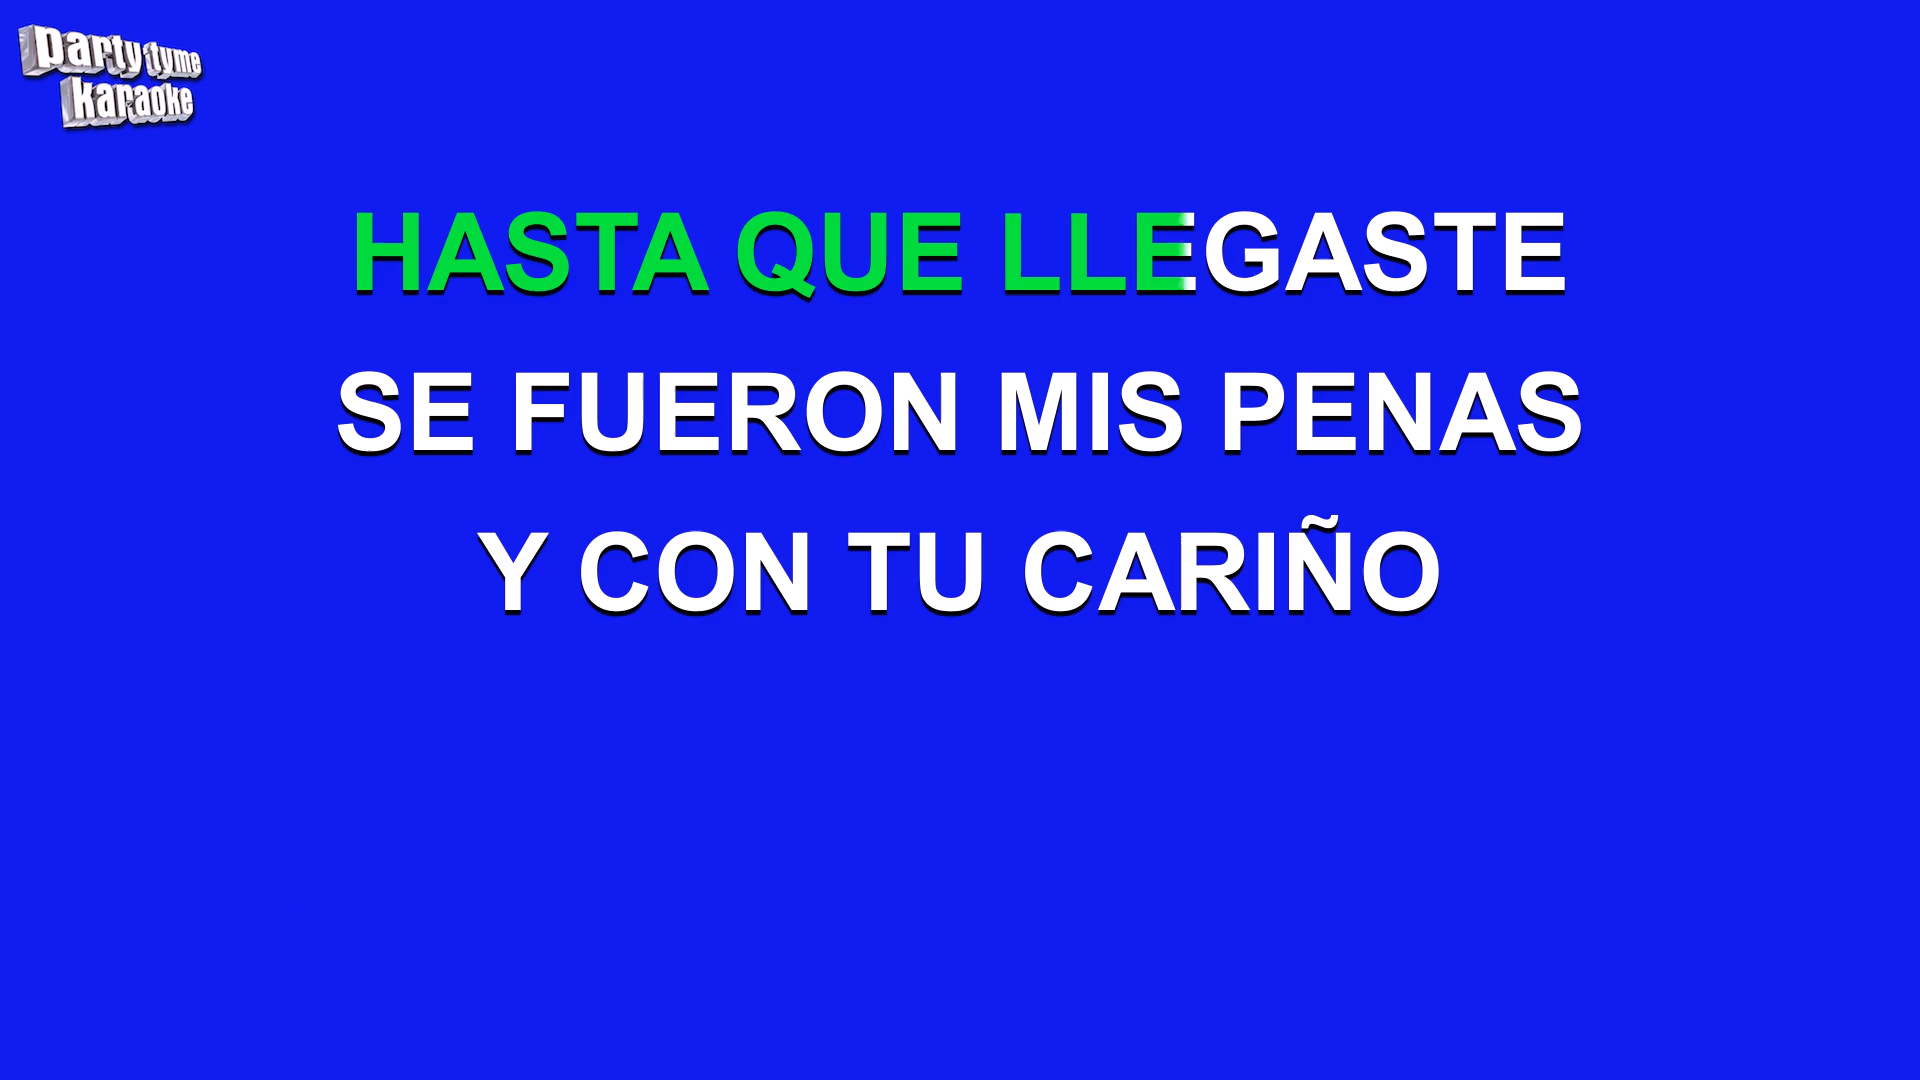 party tyme
karaoke
HASTA QUE LLEGASTE
SE FUERON MIS PENAS
Y CON TU CARIÑO